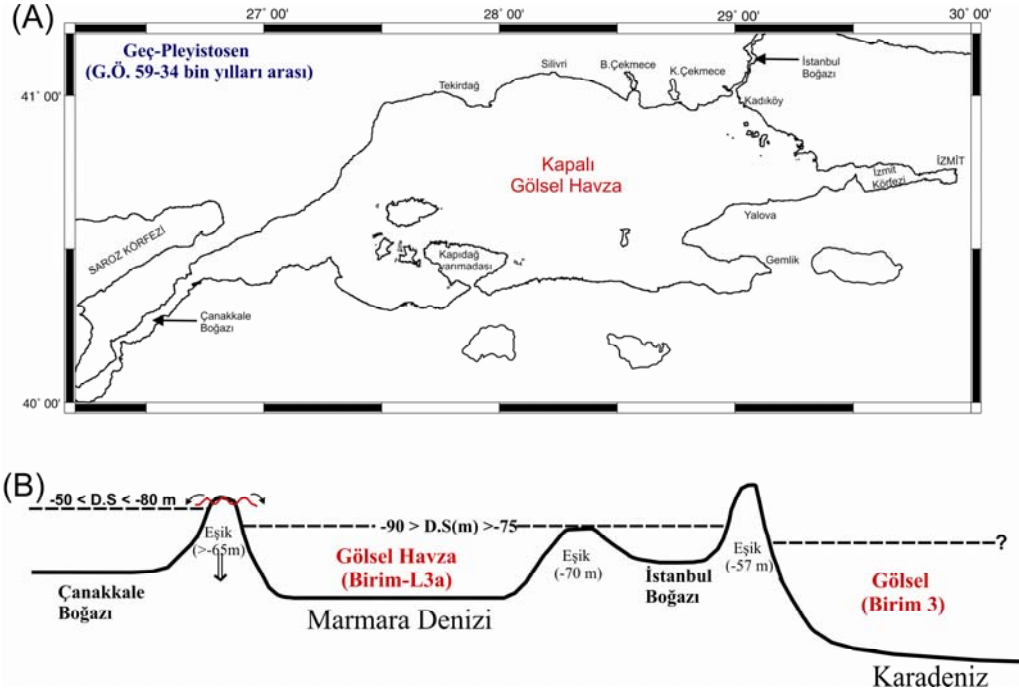 (A)
27° 00'
28° 00'
29° 00'
30° 00'
Geç-Pleyistosen
(G.Ö. 59-34 bin yılları arası)
41° 00'
40° 00'
Tekirdağ
Silivri
B.Çekmece
K.Çekmece
İstanbul
Boğazı
Kadıköy
Kapalı
Gölsel Havza
İzmit
Körfezi
İZMİT
Yalova
Gemlik
SAROZ KÖRFEZİ
Kapıdağ
yarımadası
Çanakkale
Boğazı
(B)
-50 < D.S < -80 m
-90 > D.S(m) >-75
?
Eşik
(>-65m)
Gölsel Havza
(Birim-L3a)
Eşik
(-70 m)
İstanbul
Boğazı
Eşik
(-57 m)
Gölsel
(Birim 3)
Çanakkale
Boğazı
Marmara Denizi
Karadeniz